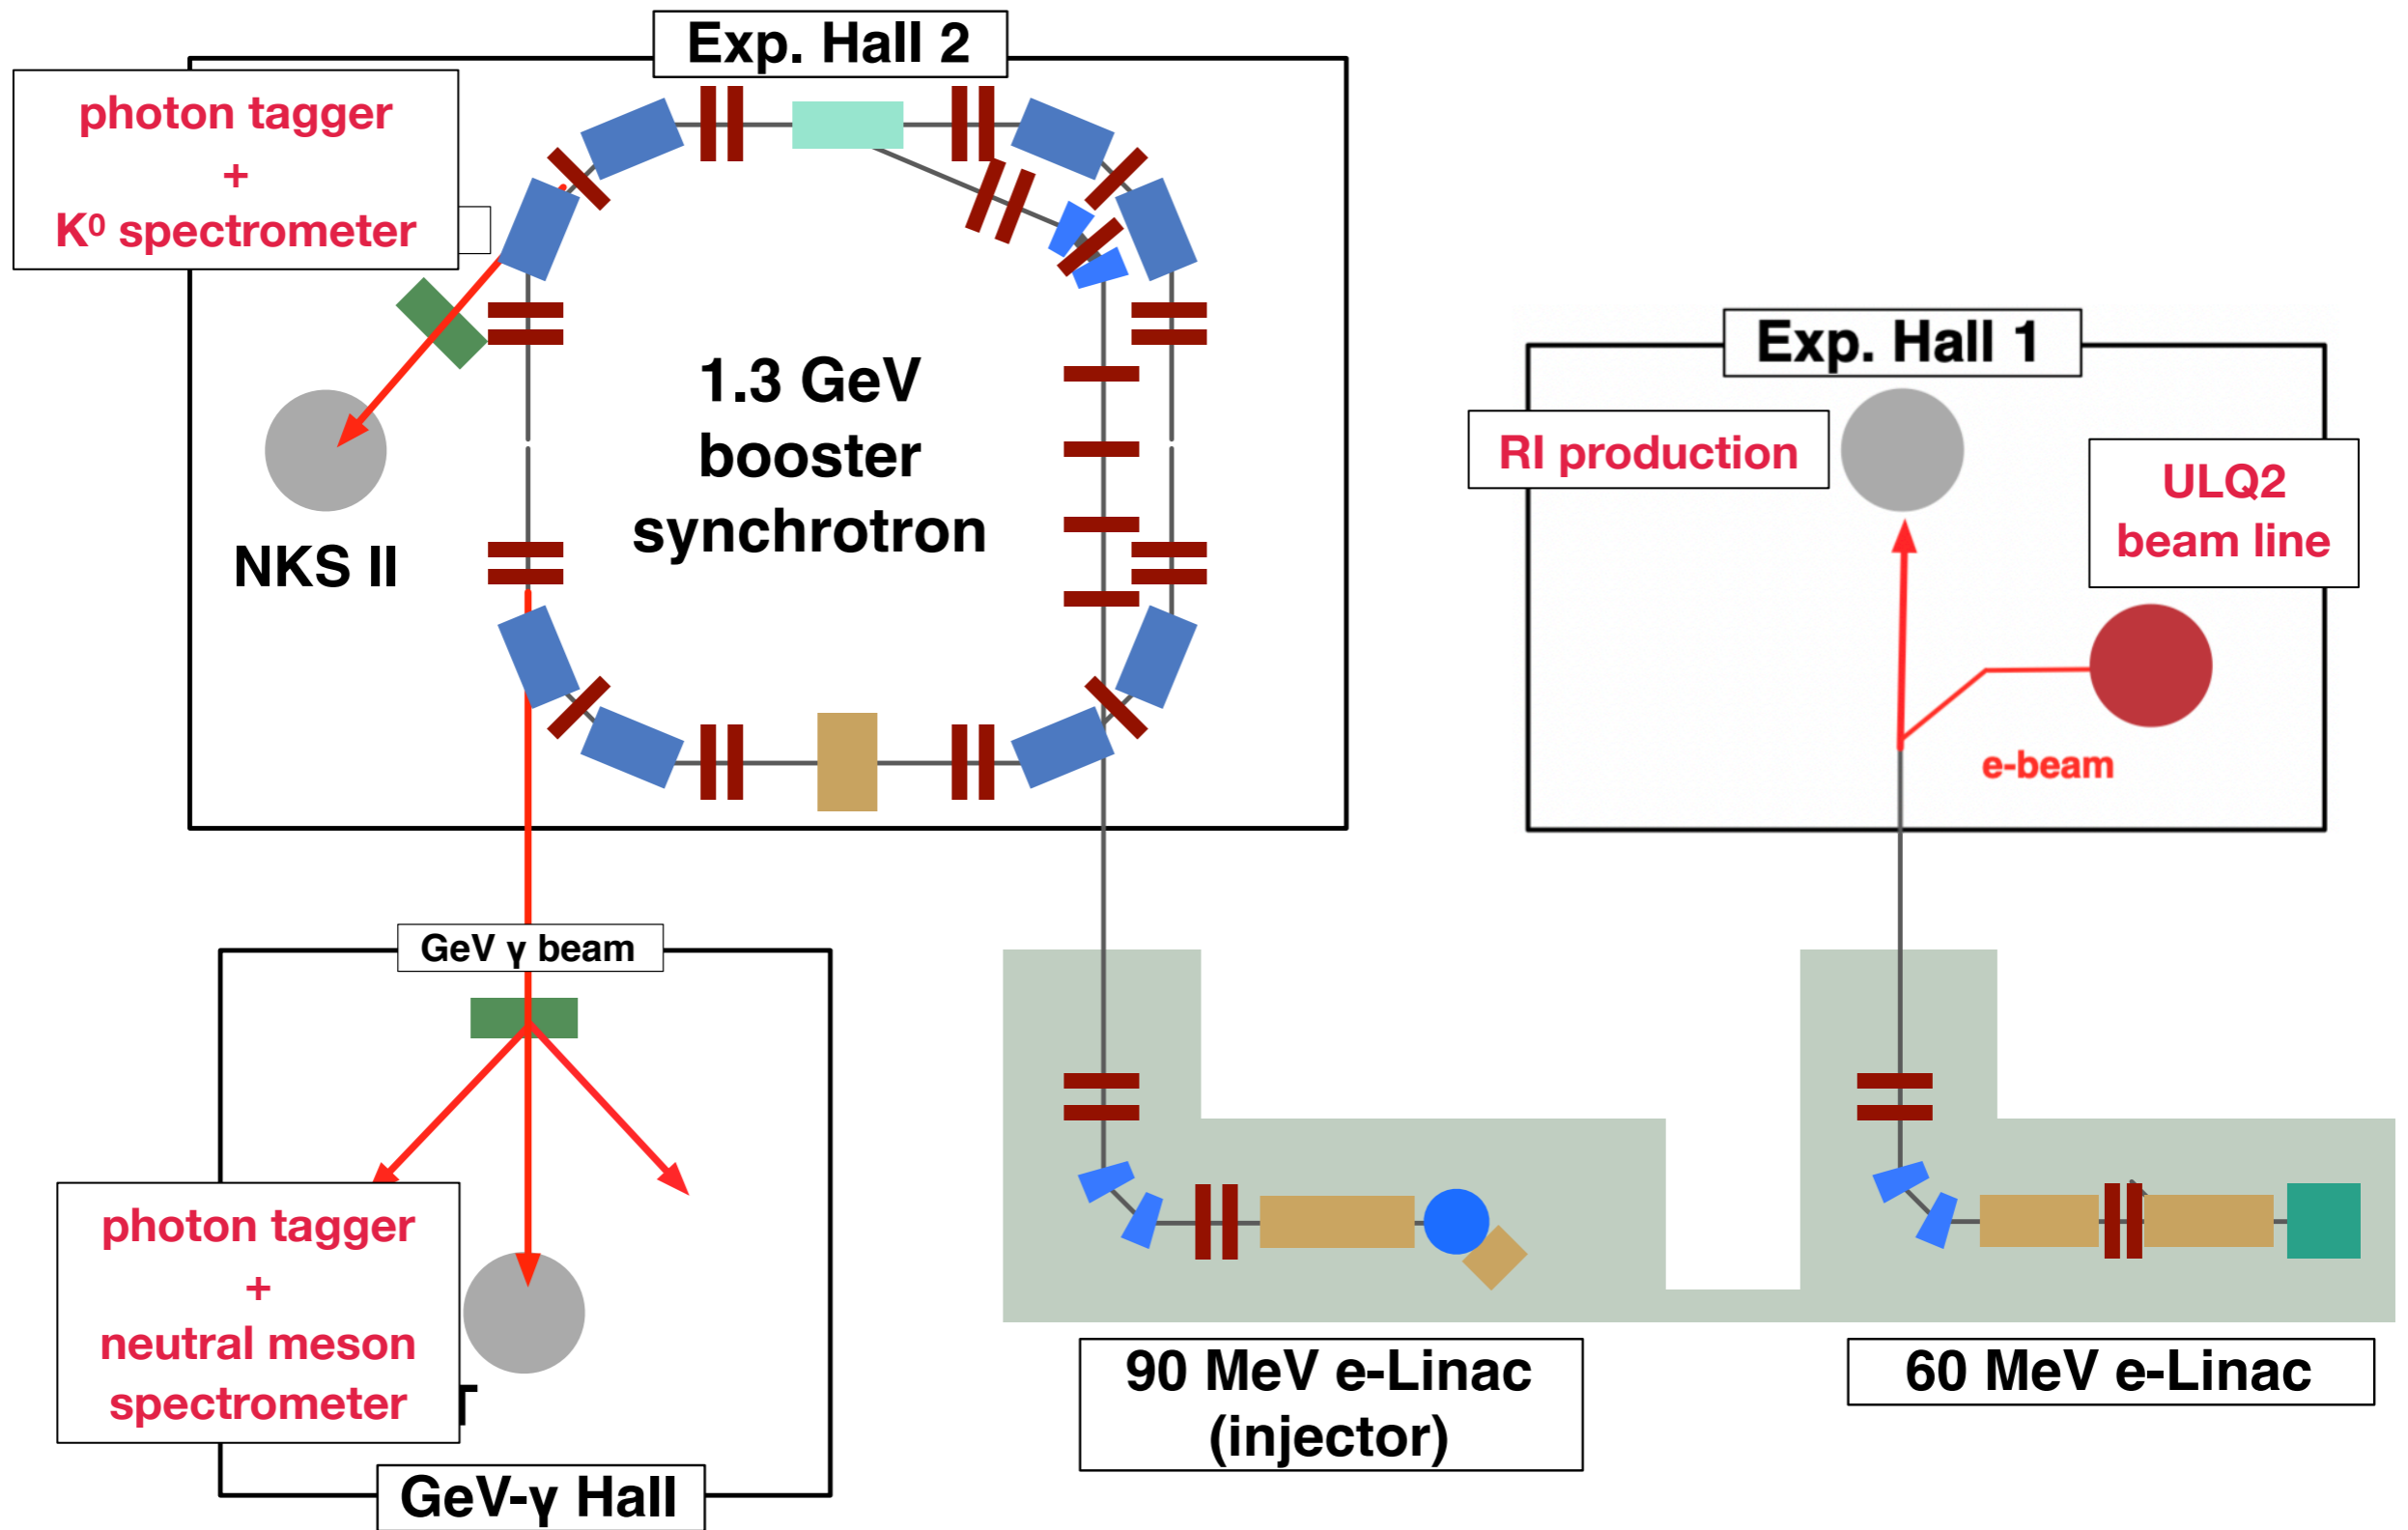 Exp. Hall 2
photon tagger
+
K⁰ spectrometer
1.3 GeV
booster
synchrotron
NKS II
Exp. Hall 1
RI production
ULQ2
beam line
e-beam
GeV γ beam
photon tagger
+
neutral meson
spectrometer
T
GeV-γ Hall
90 MeV e-Linac
(injector)
60 MeV e-Linac